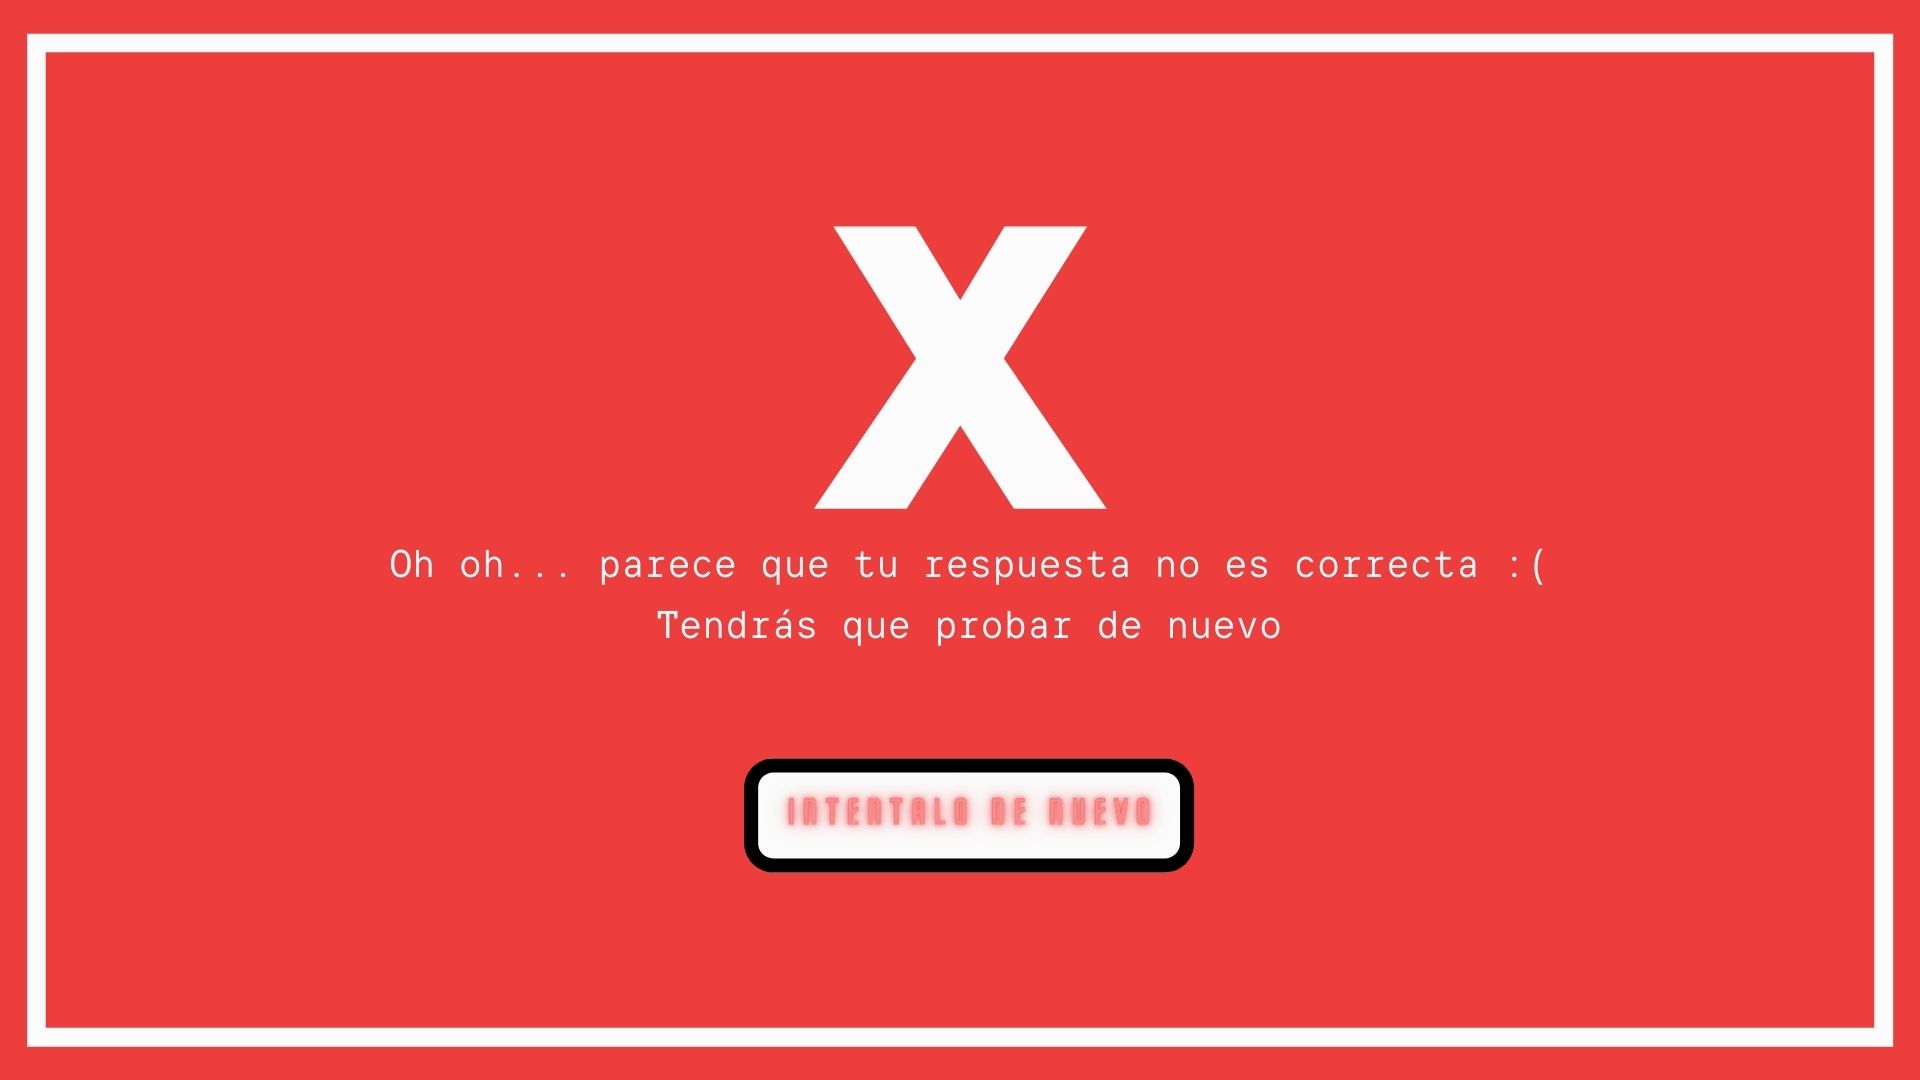 X
Oh oh... parece que tu respuesta no es correcta :(
Tendrás que probar de nuevo
INTENTALO DE NUEVO